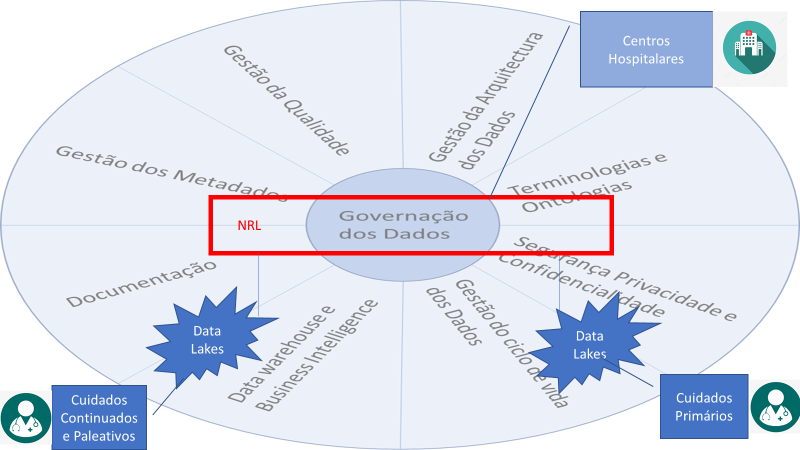 Centros
Hospitalares
Gestão da Qualidade
Gestão da Arquitectura
dos Dados
Gestão dos Metadados
Terminologias e
Ontologias
NRL
Governação
dos Dados
Segurança Privacidade e
Confidencialidade
Documentação
Data warehouse e
Business Intelligence
Gestão do ciclo de vida
dos Dados
Data
Lakes
Data
Lakes
Cuidados
Continuados
e Paleativos
Cuidados
Primários